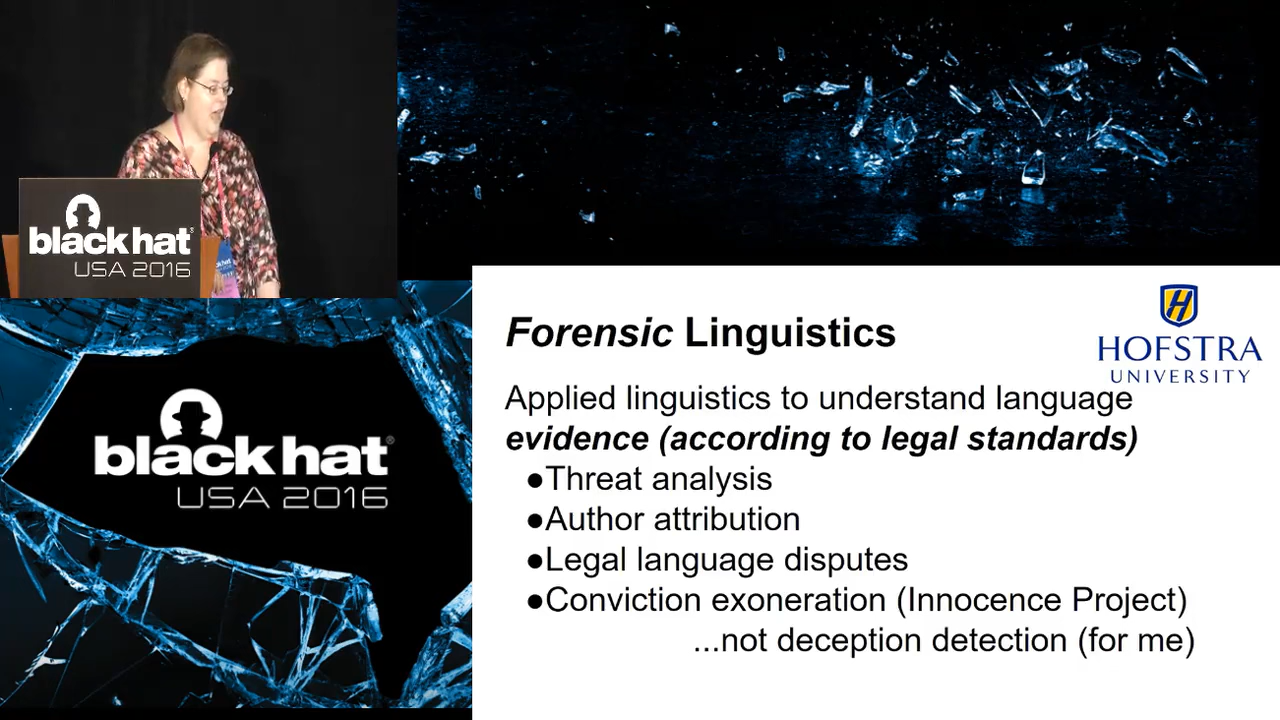 black hat®
USA 2016
black hat®
USA 2016
Forensic Linguistics
HOFSTRA
UNIVERSITY
Applied linguistics to understand language
evidence (according to legal standards)
●Threat analysis
●Author attribution
●Legal language disputes
●Conviction exoneration (Innocence Project)
...not deception detection (for me)